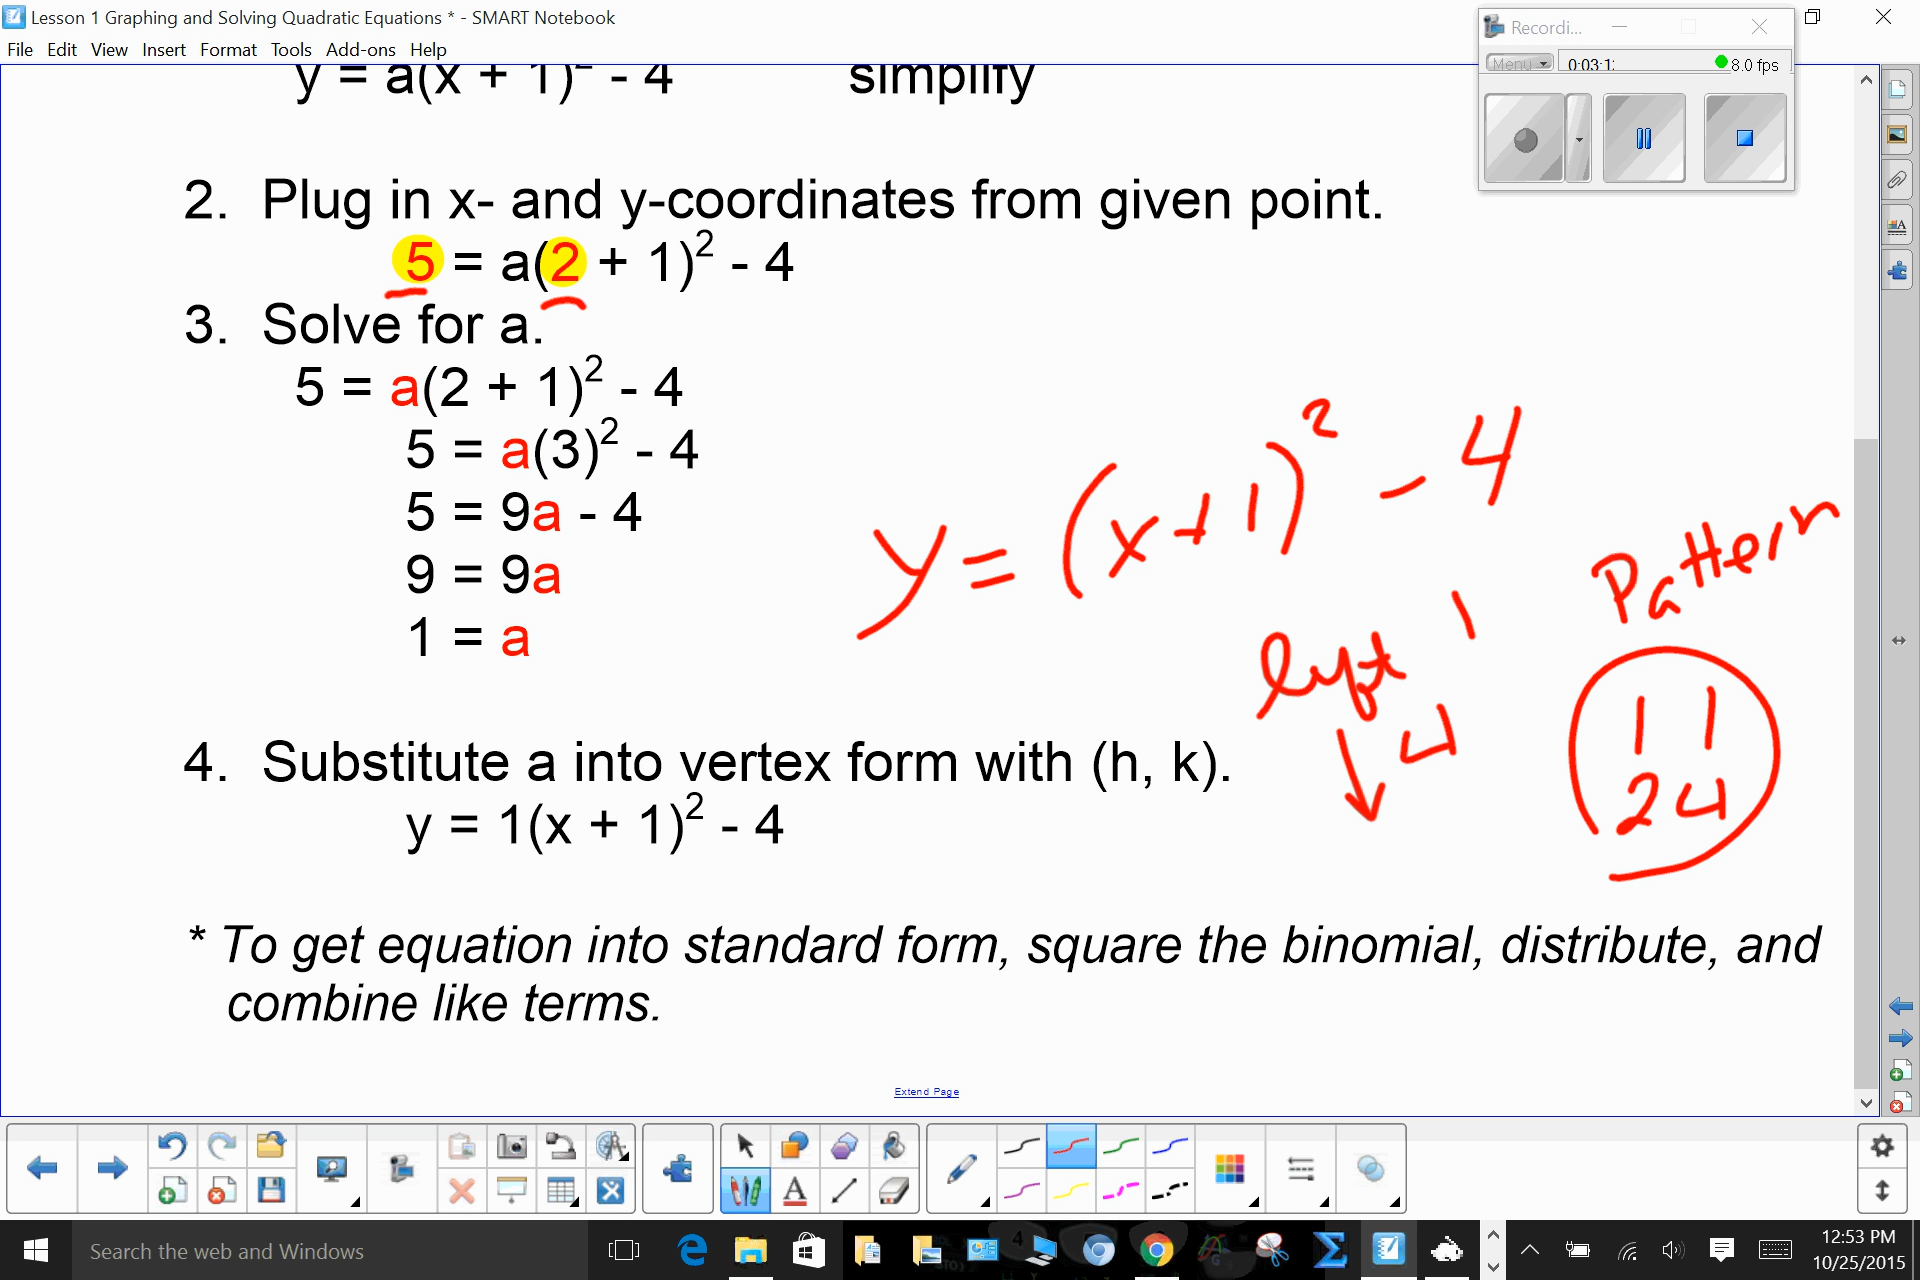 Lesson 1 Graphing and Solving Quadratic Equations * - SMART Notebook
File Edit View Insert Format Tools Add-ons Help
Recordi...
Menu 0:03:1 8.0 fps
y = a(x + 1)² - 4 simplify
2. Plug in x- and y-coordinates from given point.
5 = a(2 + 1)² - 4
3. Solve for a.
5 = a(2 + 1)² - 4
5 = a(3)² - 4
5 = 9a - 4
9 = 9a
1 = a
y = (x + 1)² - 4
left 1
↓ 4
Pattern
1 1
2 4
4. Substitute a into vertex form with (h, k).
y = 1(x + 1)² - 4
* To get equation into standard form, square the binomial, distribute, and
combine like terms.
Extend Page
Search the web and Windows
12:53 PM
10/25/2015